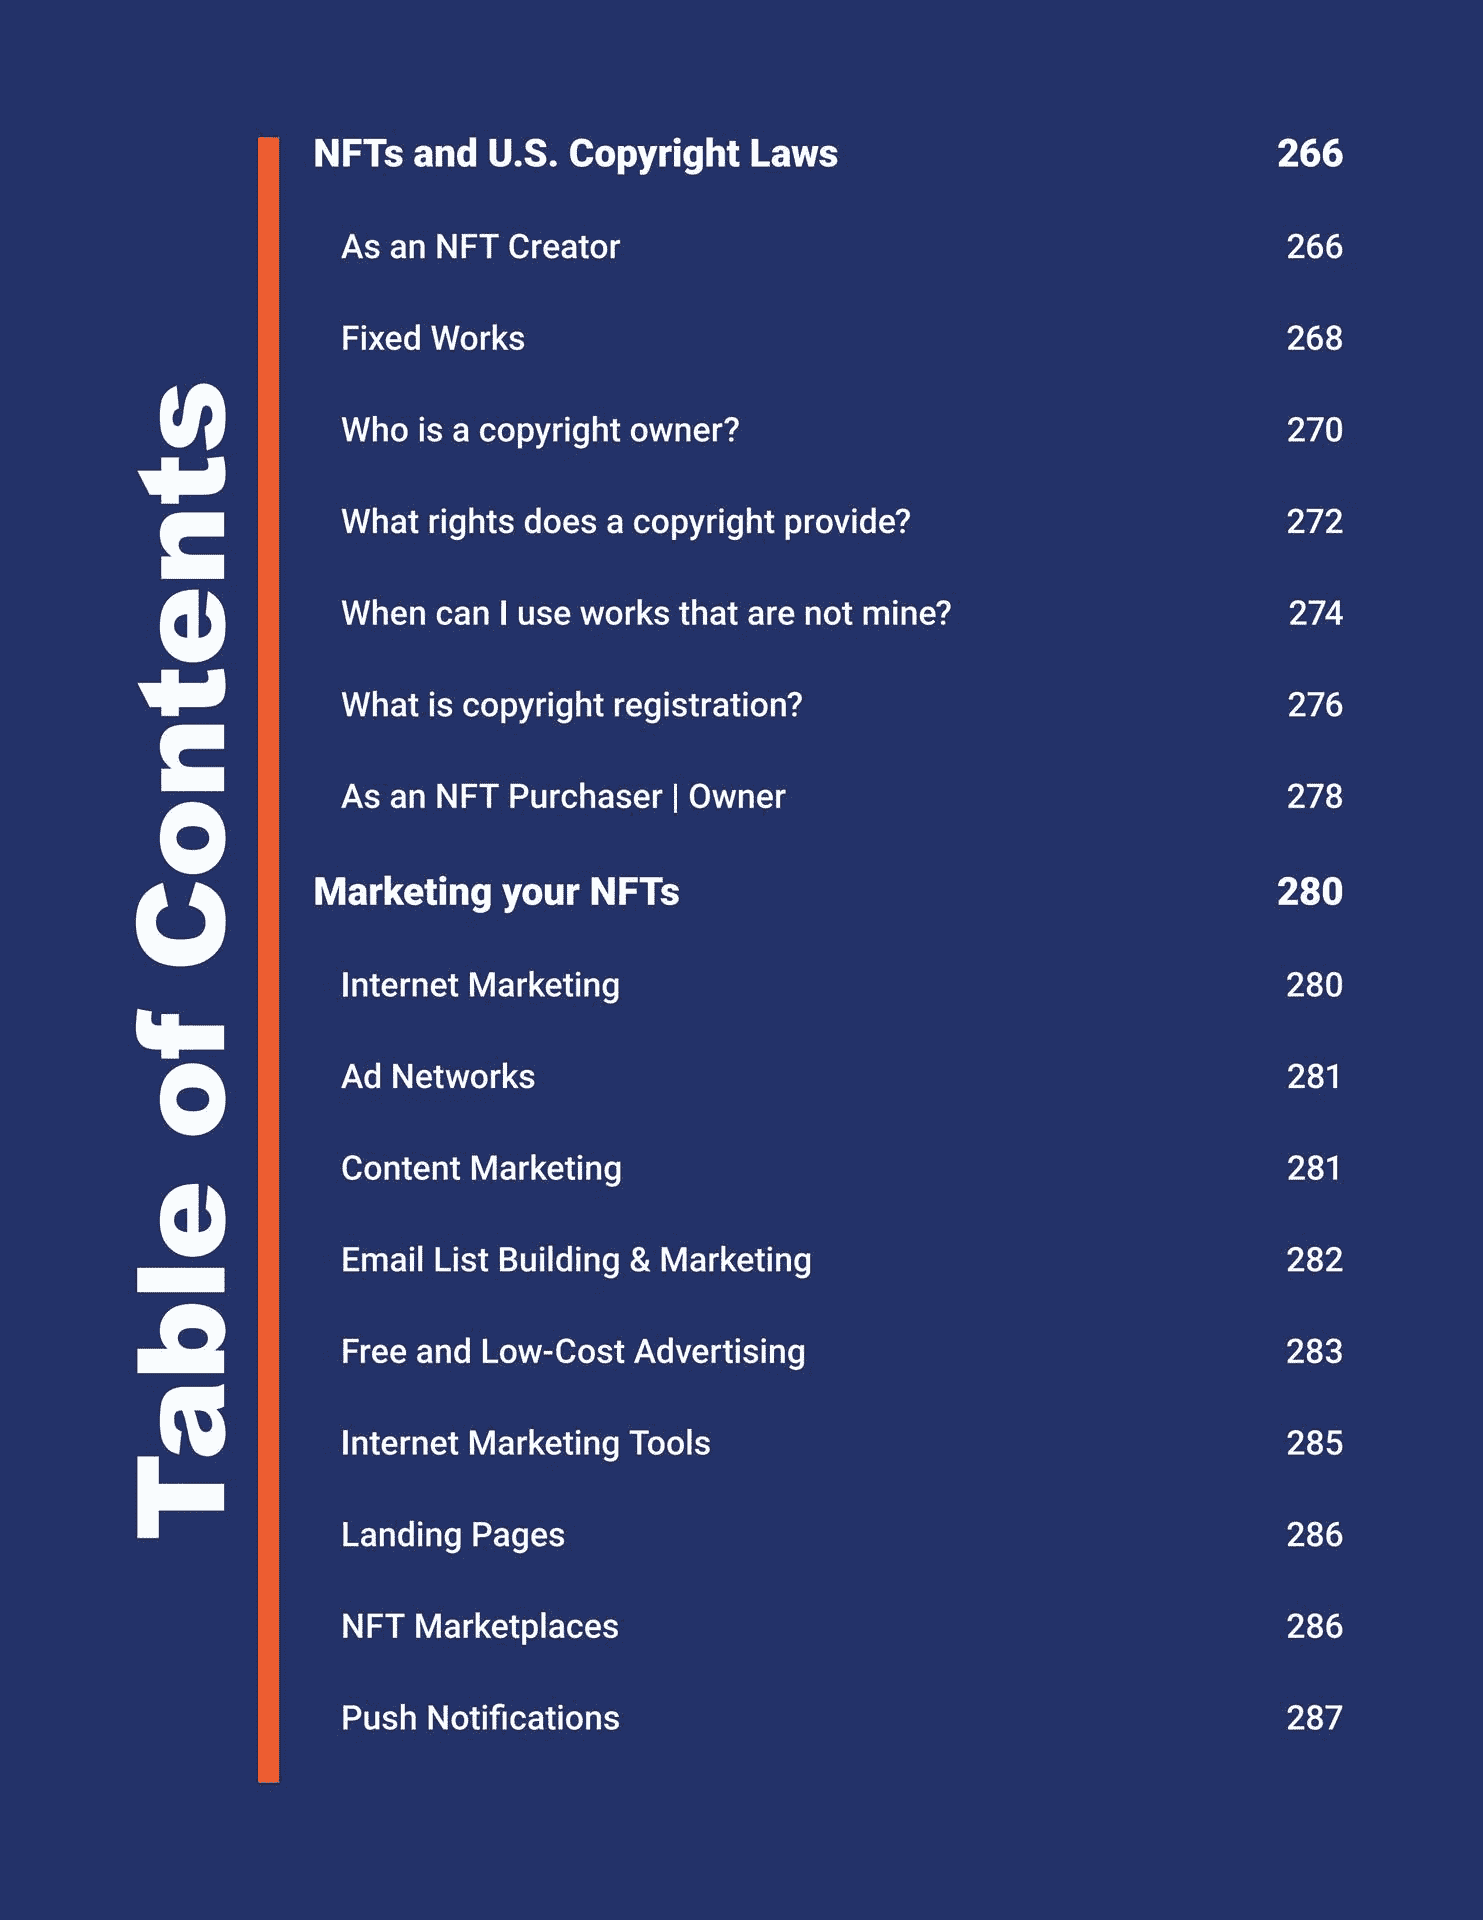 Table of Contents
NFTs and U.S. Copyright Laws 266
As an NFT Creator 266
Fixed Works 268
Who is a copyright owner? 270
What rights does a copyright provide? 272
When can I use works that are not mine? 274
What is copyright registration? 276
As an NFT Purchaser | Owner 278
Marketing your NFTs 280
Internet Marketing 280
Ad Networks 281
Content Marketing 281
Email List Building & Marketing 282
Free and Low-Cost Advertising 283
Internet Marketing Tools 285
Landing Pages 286
NFT Marketplaces 286
Push Notifications 287